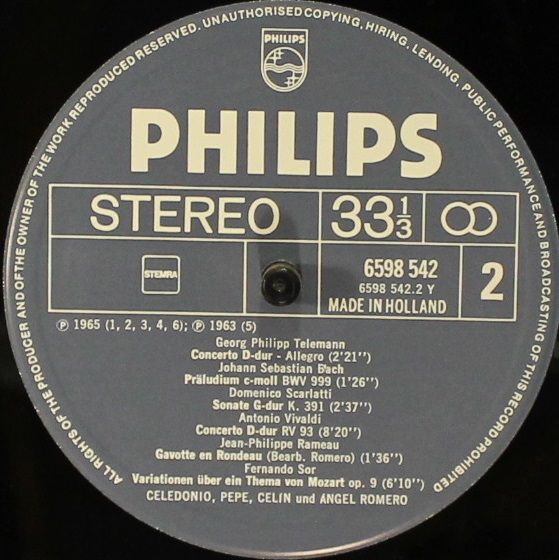 ALL RIGHTS OF THE PRODUCER AND OF THE OWNER OF THE WORK REPRODUCED RESERVED. UNAUTHORISED COPYING, HIRING, LENDING, PUBLIC PERFORMANCE AND BROADCASTING OF THIS RECORD PROHIBITED
PHILIPS
PHILIPS
STEREO 33 1/3
STEMRA
6598 542
6598 542.2 Y
MADE IN HOLLAND
2
℗ 1965 (1, 2, 3, 4, 6); ℗ 1963 (5)
Georg Philipp Telemann
Concerto D-dur - Allegro (2'21'')
Johann Sebastian Bach
Präludium c-moll BWV 999 (1'26'')
Domenico Scarlatti
Sonate G-dur K. 391 (2'37'')
Antonio Vivaldi
Concerto D-dur RV 93 (8'20'')
Jean-Philippe Rameau
Gavotte en Rondeau (Bearb. Romero) (1'36'')
Fernando Sor
Variationen über ein Thema von Mozart op. 9 (6'10'')
CELEDONIO, PEPE, CELIN und ANGEL ROMERO